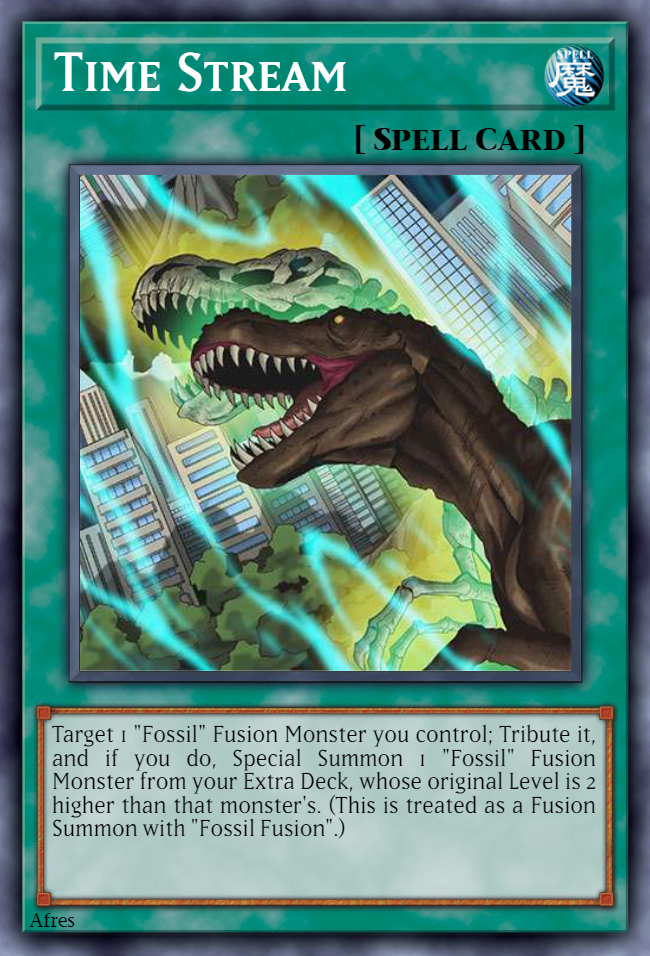 Time Stream
SPELL
魔
[ Spell Card ]
Target 1 "Fossil" Fusion Monster you control; Tribute it,
and if you do, Special Summon 1 "Fossil" Fusion
Monster from your Extra Deck, whose original Level is 2
higher than that monster's. (This is treated as a Fusion
Summon with "Fossil Fusion".)
Afres